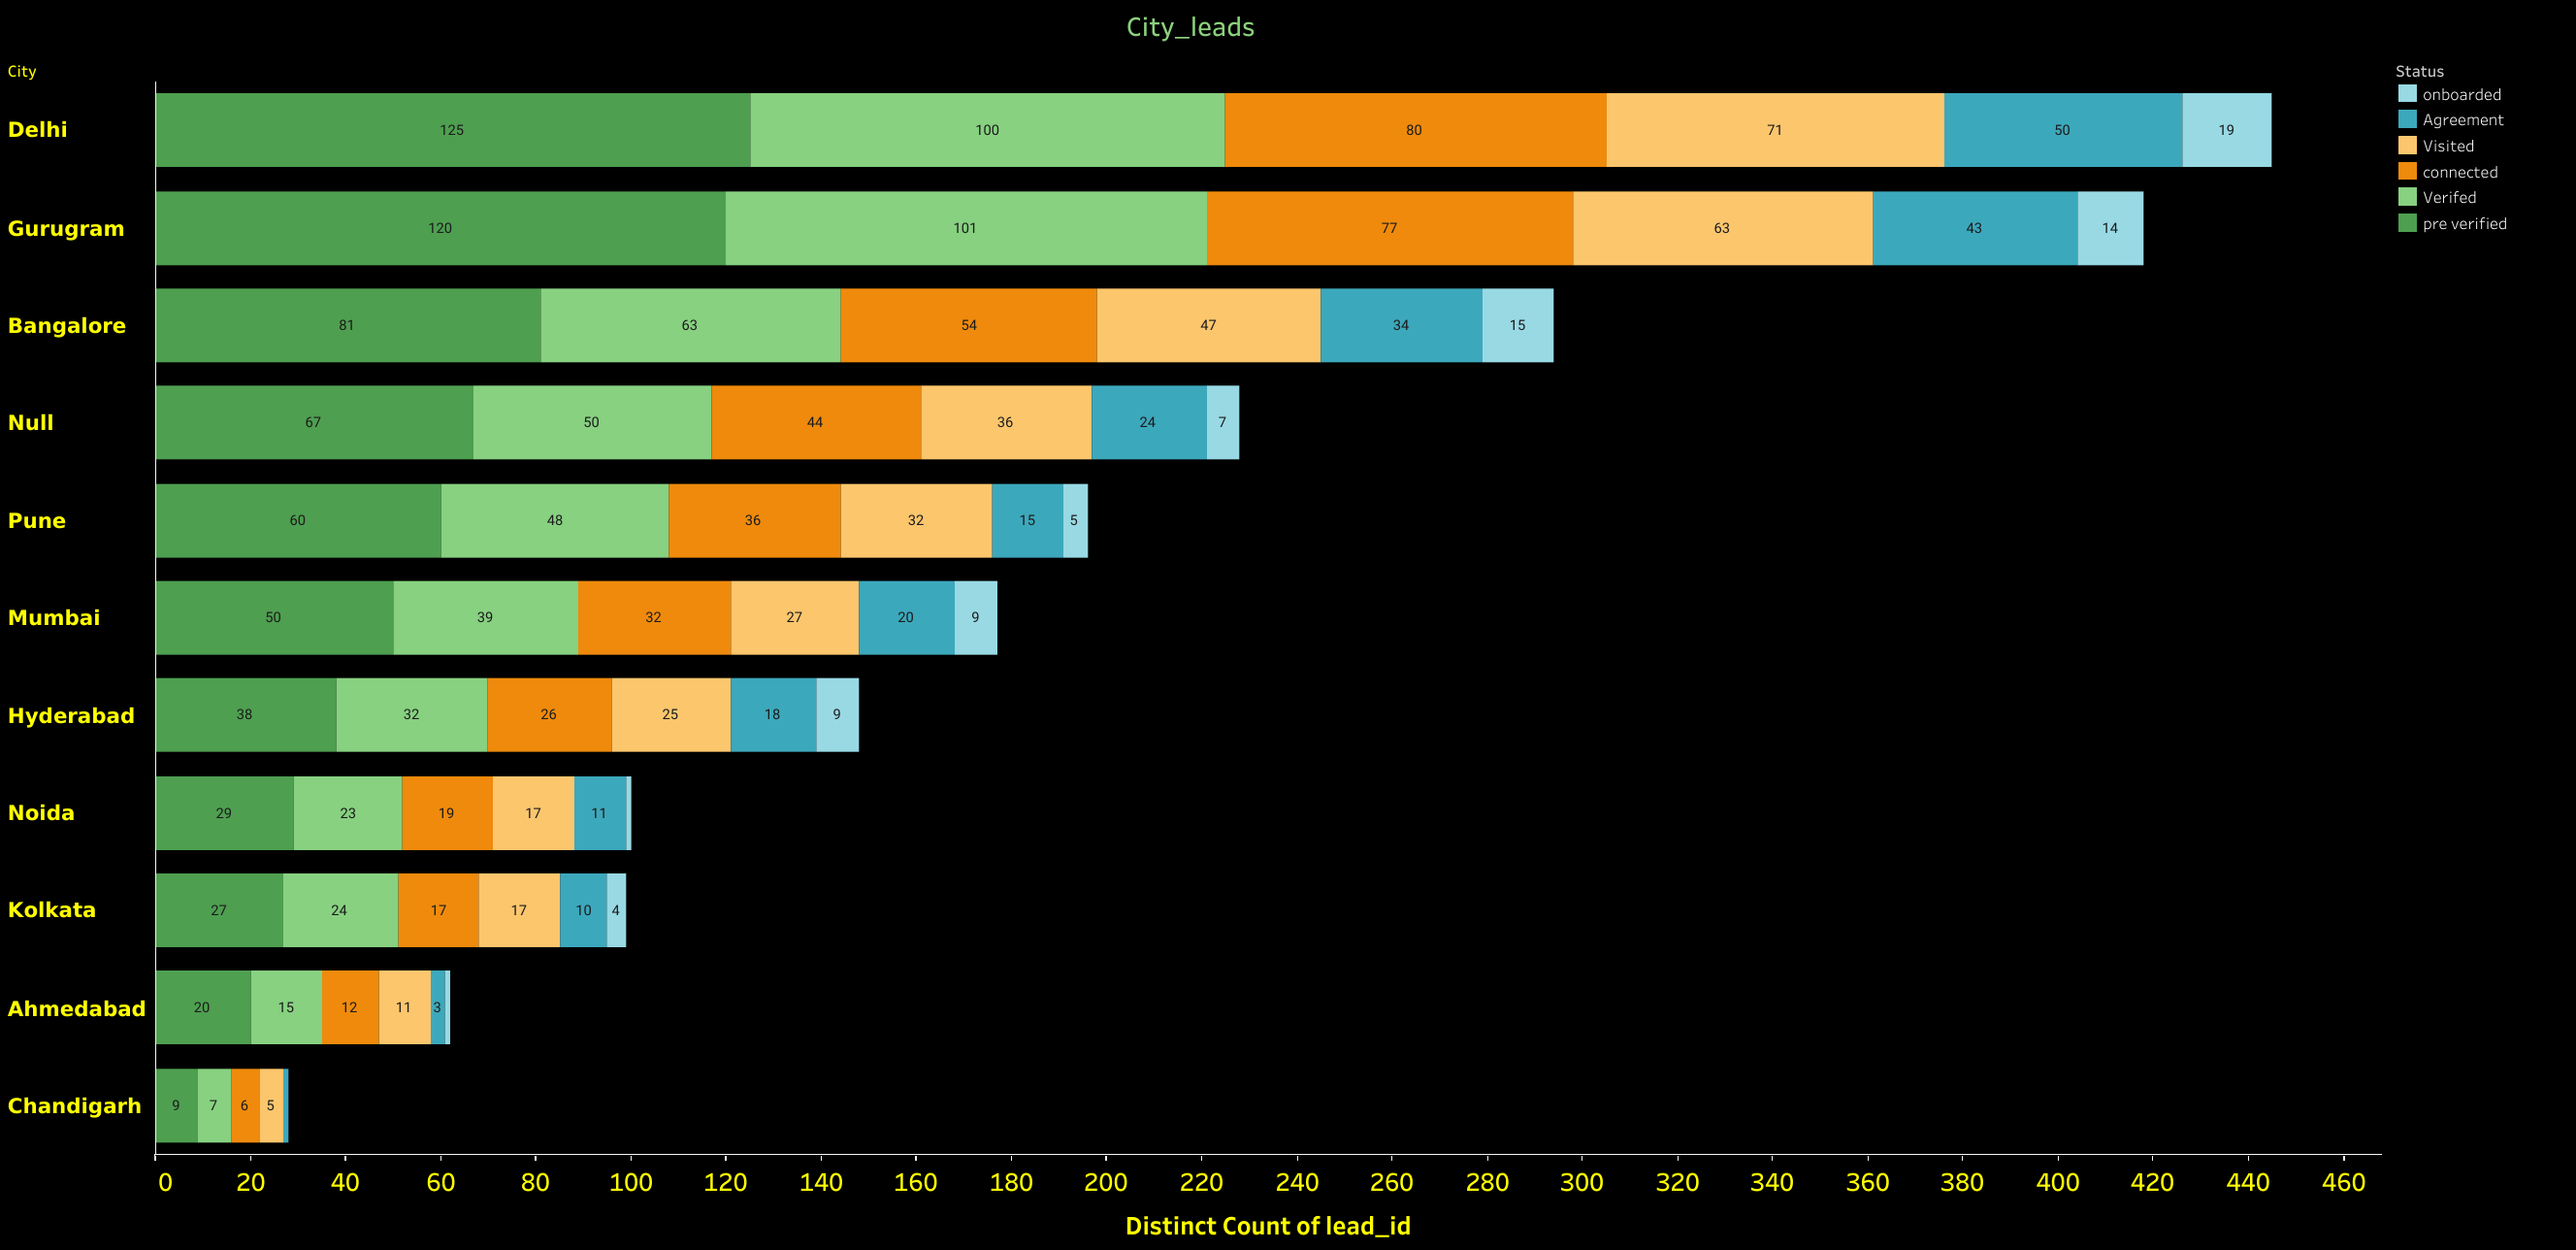 City_leads
City
Status
onboarded
Agreement
Visited
connected
Verifed
pre verified
Delhi 125 100 80 71 50 19
Gurugram 120 101 77 63 43 14
Bangalore 81 63 54 47 34 15
Null 67 50 44 36 24 7
Pune 60 48 36 32 15 5
Mumbai 50 39 32 27 20 9
Hyderabad 38 32 26 25 18 9
Noida 29 23 19 17 11
Kolkata 27 24 17 17 10 4
Ahmedabad 20 15 12 11 3
Chandigarh 9 7 6 5
0 20 40 60 80 100 120 140 160 180 200 220 240 260 280 300 320 340 360 380 400 420 440 460
Distinct Count of lead_id